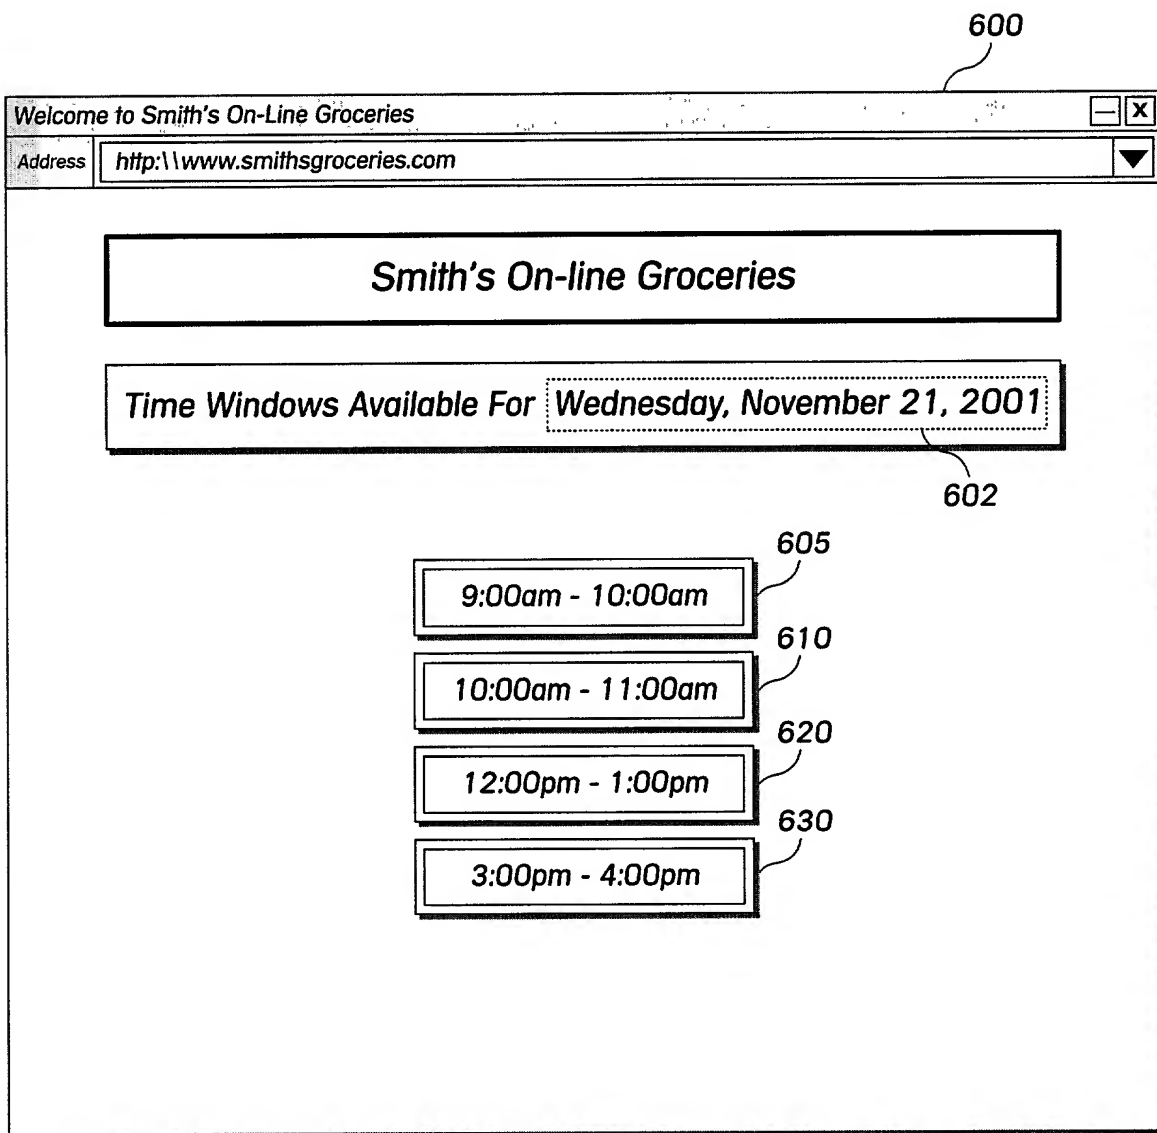 600
Welcome to Smith's On-Line Groceries
X
Address http:\\www.smithsgroceries.com
Smith's On-line Groceries
Time Windows Available For Wednesday, November 21, 2001
602
605
9:00am - 10:00am
610
10:00am - 11:00am
620
12:00pm - 1:00pm
630
3:00pm - 4:00pm